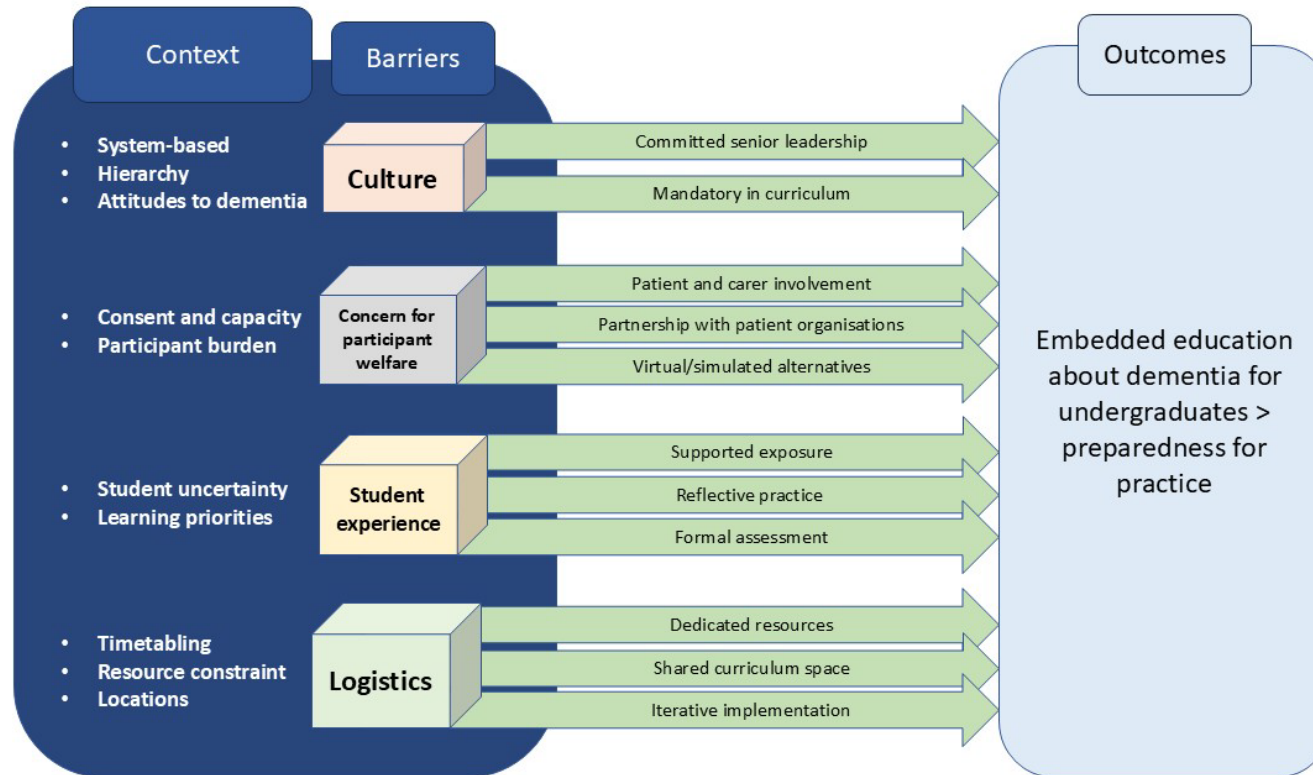 Context
Barriers
Outcomes
• System-based
• Hierarchy
• Attitudes to dementia
Culture
Committed senior leadership
Mandatory in curriculum
• Consent and capacity
• Participant burden
Concern for
participant
welfare
Patient and carer involvement
Partnership with patient organisations
Virtual/simulated alternatives
• Student uncertainty
• Learning priorities
Student
experience
Supported exposure
Reflective practice
Formal assessment
• Timetabling
• Resource constraint
• Locations
Logistics
Dedicated resources
Shared curriculum space
Iterative implementation
Embedded education
about dementia for
undergraduates >
preparedness for
practice